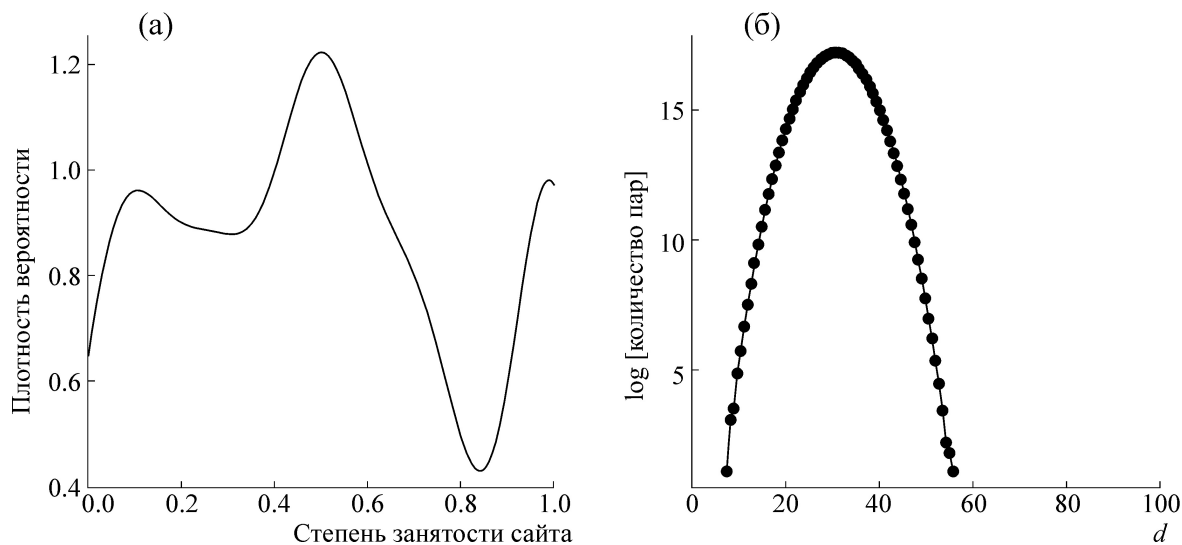 (а)
Плотность вероятности
1.2
1.0
0.8
0.6
0.4
0.0 0.2 0.4 0.6 0.8 1.0
Степень занятости сайта
(б)
log [количество пар]
15
10
5
0 20 40 60 80 100
d